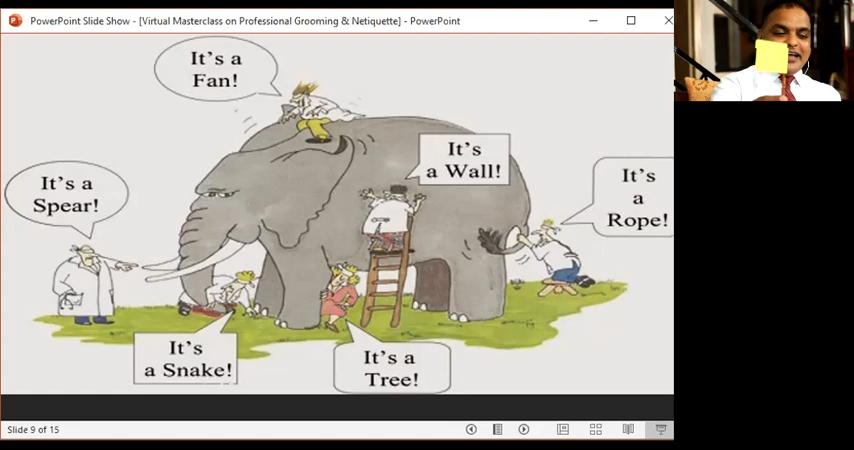 PowerPoint Slide Show - [Virtual Masterclass on Professional Grooming & Netiquette] - PowerPoint
It's a
Fan!
It's
a Wall!
It's a
Spear!
It's
a
Rope!
It's
a Snake!
It's a
Tree!
Slide 9 of 15